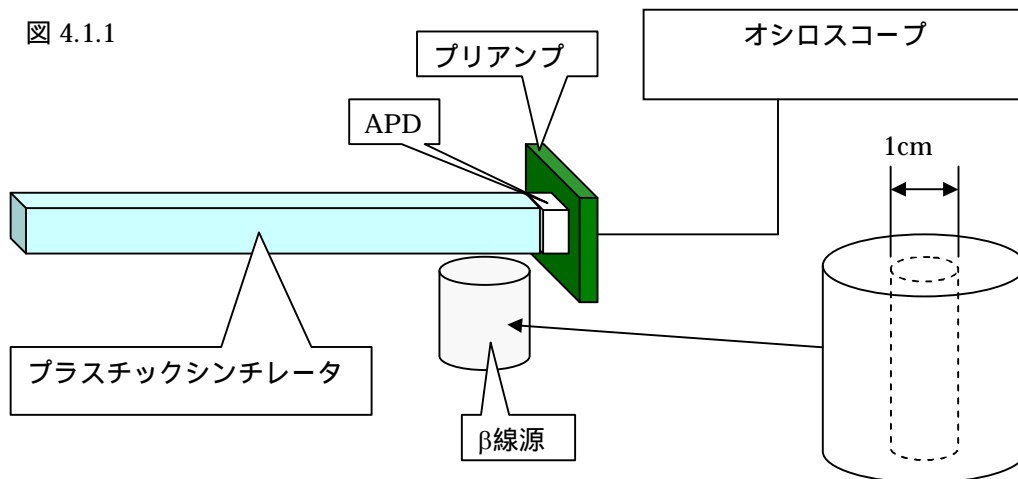 図 4.1.1
オシロスコープ
プリアンプ
APD
1cm
プラスチックシンチレータ
β線源